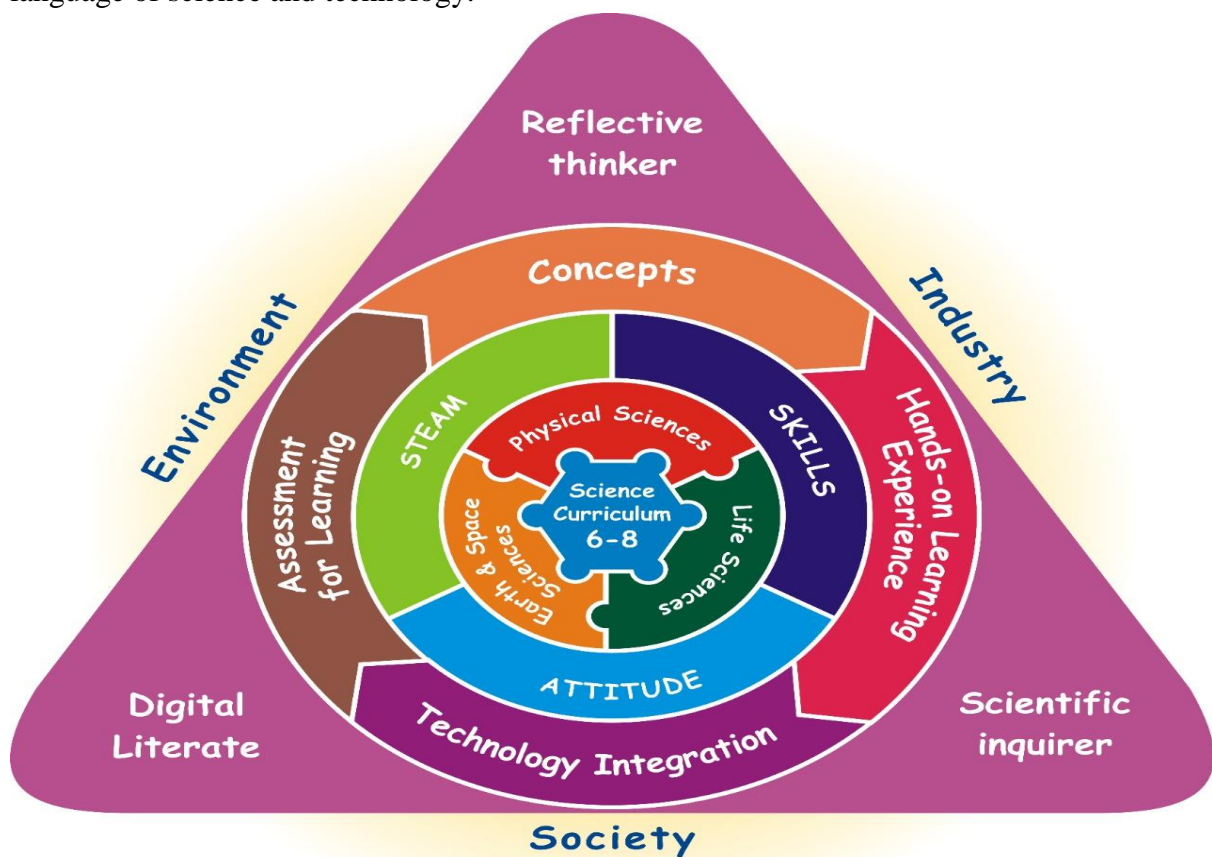 language of science and technology.
Reflective
thinker
Concepts
Environment
Industry
STEAM
SKILLS
Physical Sciences
Hands-on Learning
Experience
Assessment
for Learning
Science
Curriculum
6-8
Life Sciences
Earth & Space
Sciences
ATTITUDE
Technology Integration
Digital
Literate
Scientific
inquirer
Society